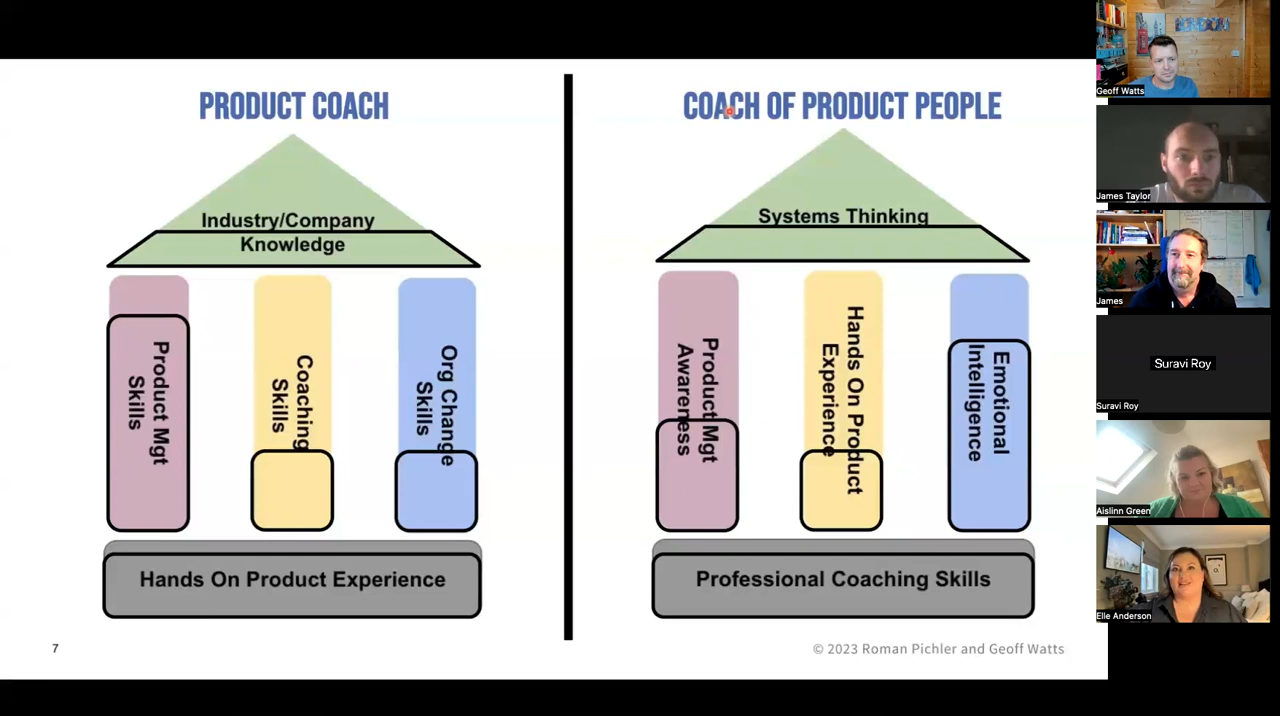 PRODUCT COACH
Industry/Company
Knowledge
Product Mgt
Skills
Coaching
Skills
Org Change
Skills
Hands On Product Experience
COACH OF PRODUCT PEOPLE
Systems Thinking
Product Mgt
Awareness
Hands On Product
Experience
Emotional
Intelligence
Professional Coaching Skills
7
© 2023 Roman Pichler and Geoff Watts
LONDON
Geoff Watts
James Taylor
James
Suravi Roy
Suravi Roy
Aislinn Green
Elle Anderson